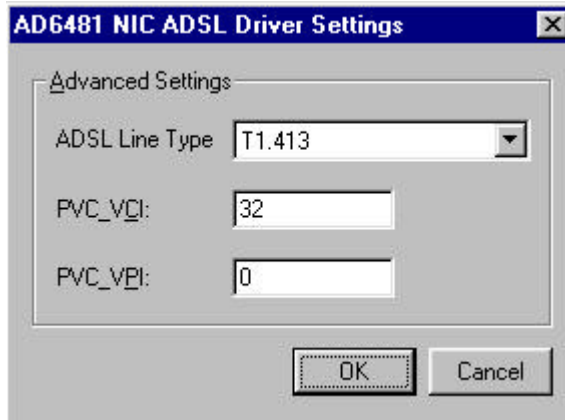 AD6481 NIC ADSL Driver Settings
Advanced Settings
ADSL Line Type T1.413
PVC_VCI: 32
PVC_VPI: 0
OK Cancel